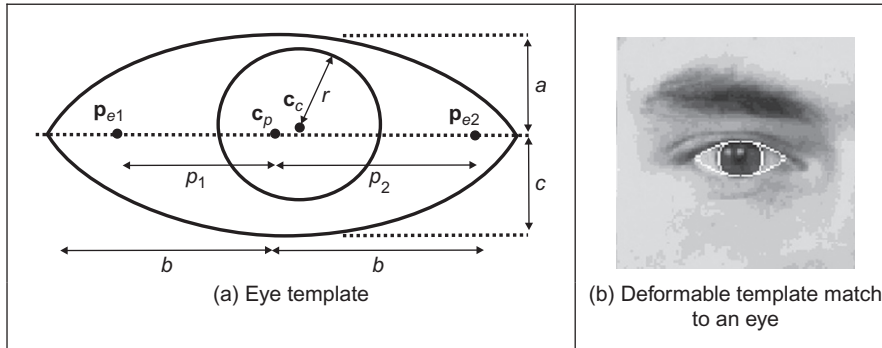 a
p_e1
c_p
c_c
r
p_e2
p_1
p_2
c
b
b
(a) Eye template
(b) Deformable template match
to an eye